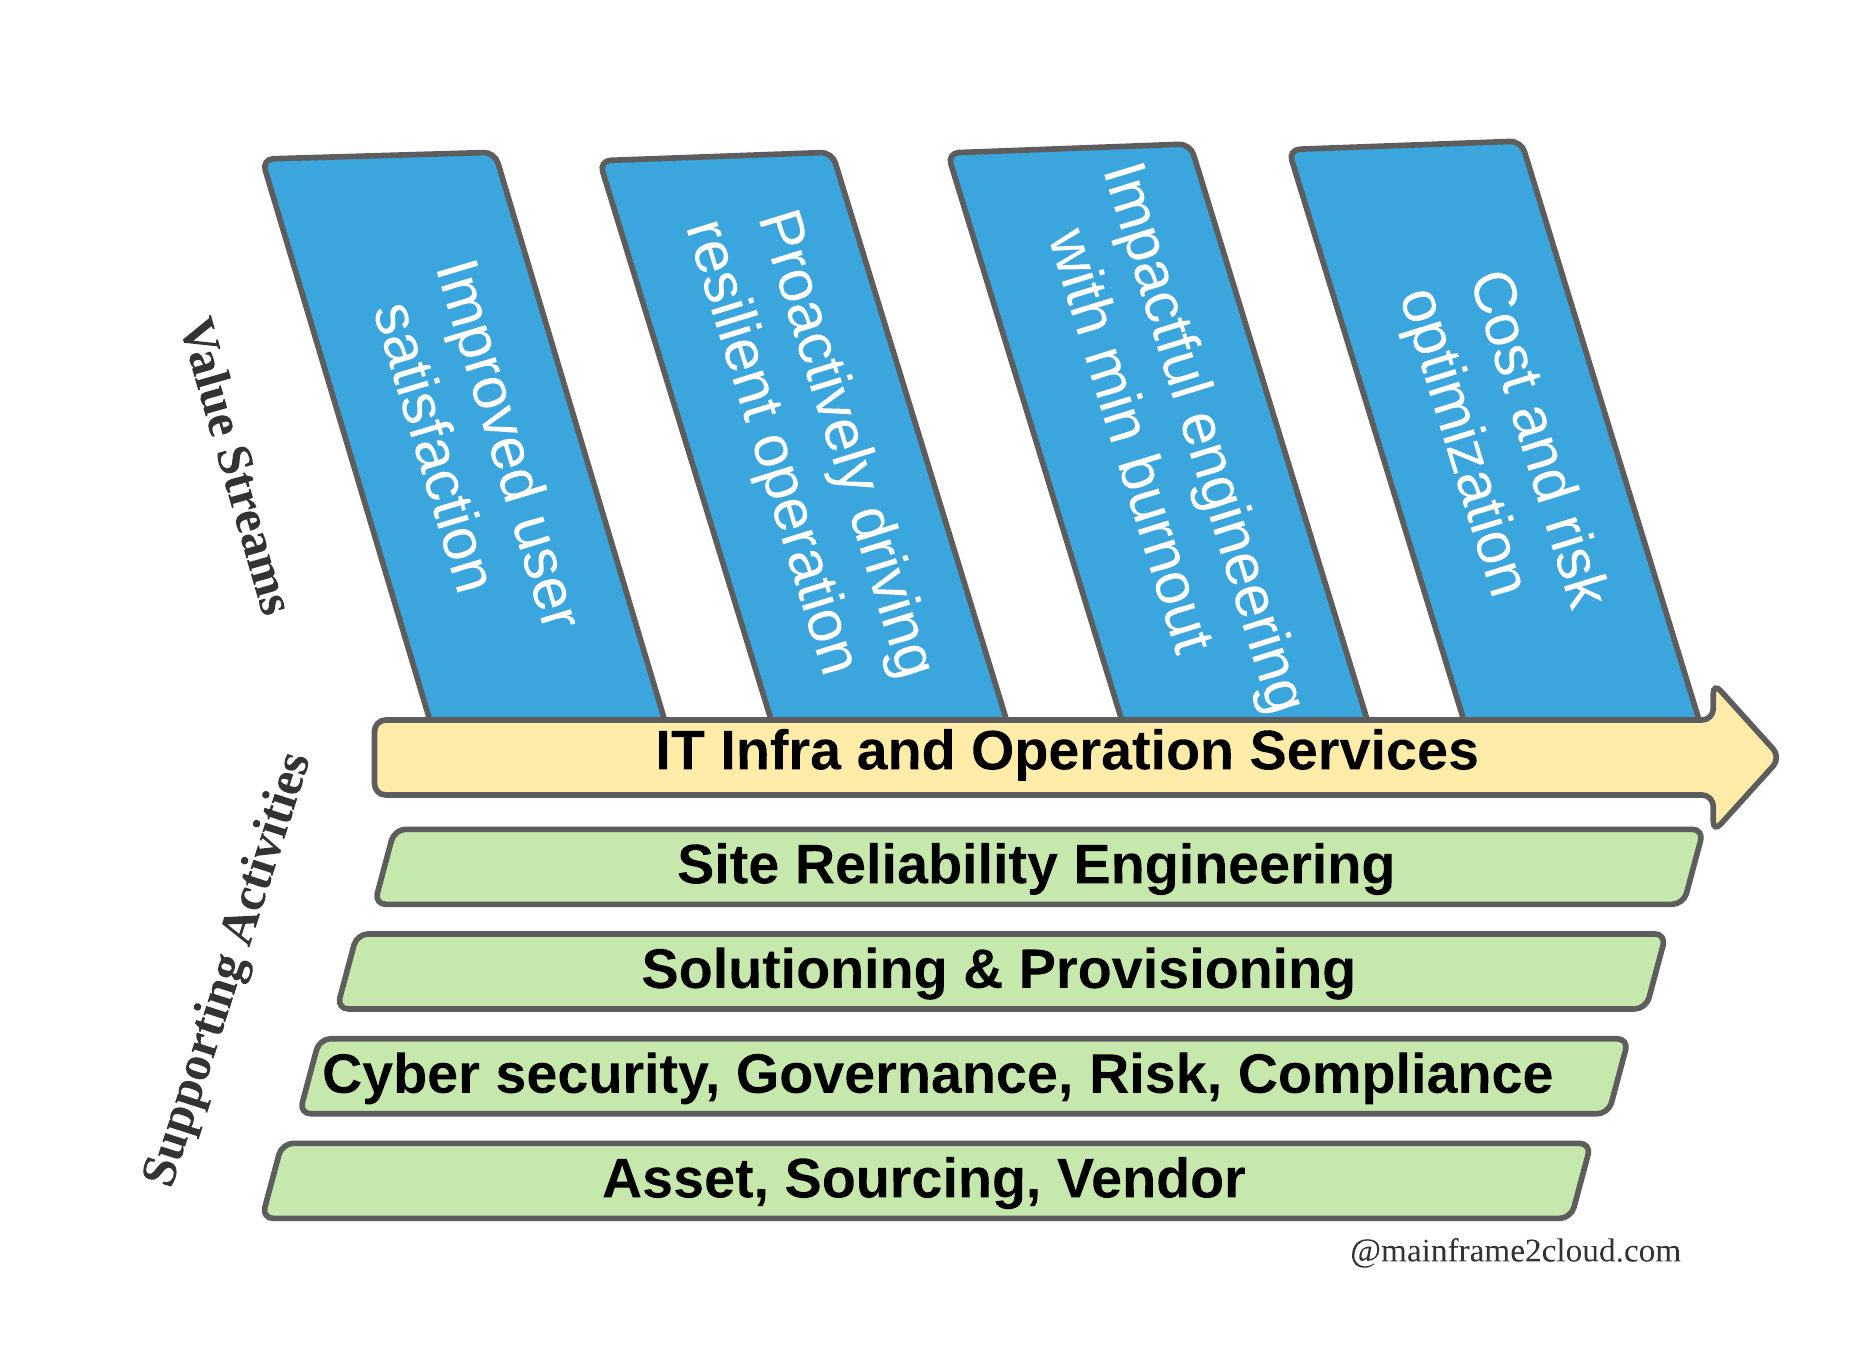 Value Streams
Improved user
satisfaction
Proactively driving
resilient operation
Impactful engineering
with min burnout
Cost and risk
optimization
IT Infra and Operation Services
Supporting Activities
Site Reliability Engineering
Solutioning & Provisioning
Cyber security, Governance, Risk, Compliance
Asset, Sourcing, Vendor
@mainframe2cloud.com